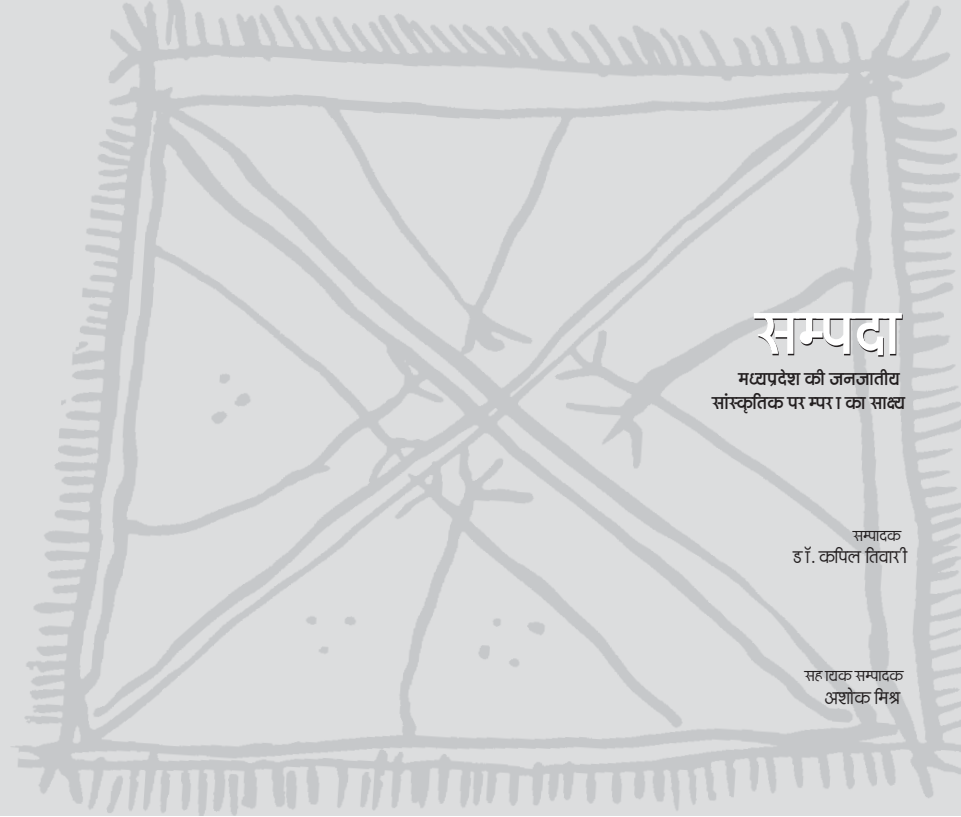 सम्पदा
मध्यप्रदेश की जनजातीय
सांस्कृतिक परम्परा का साक्ष्य
सम्पादक
डॉ. कपिल तिवारी
सहायक सम्पादक
अशोक मिश्र